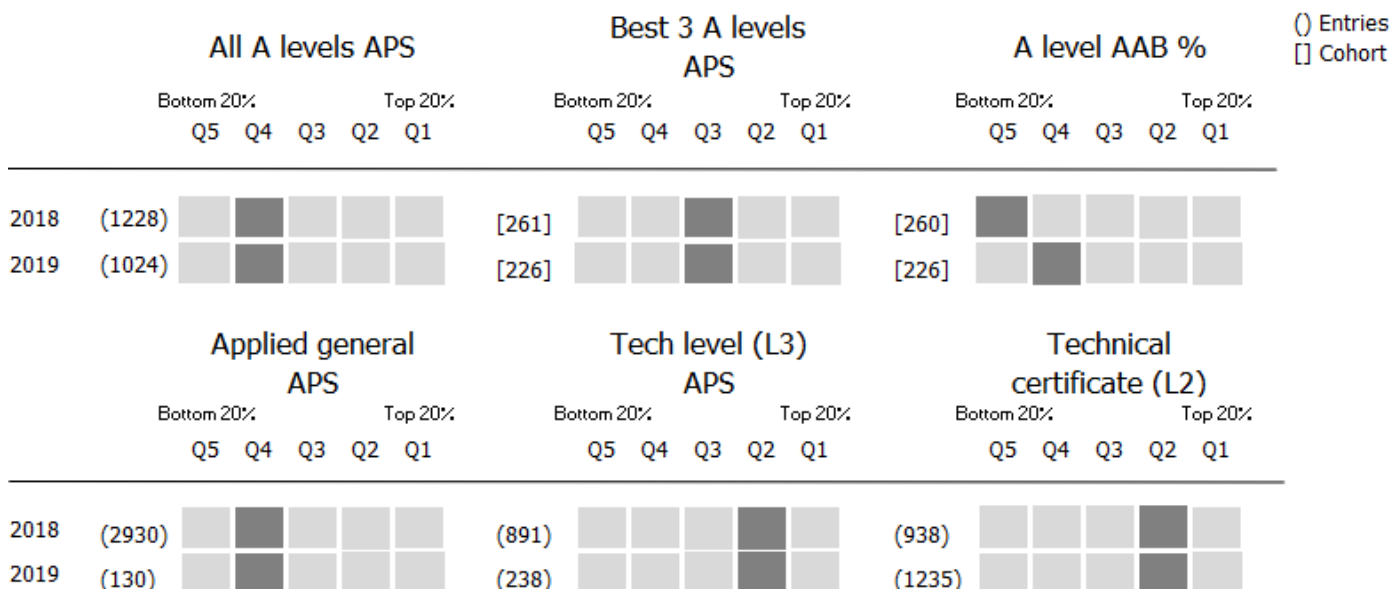 All A levels APS
Best 3 A levels
APS
A level AAB %
() Entries
[] Cohort
Bottom 20% Top 20% Bottom 20% Top 20% Bottom 20% Top 20%
Q5 Q4 Q3 Q2 Q1 Q5 Q4 Q3 Q2 Q1 Q5 Q4 Q3 Q2 Q1
2018 (1228) [261] [260]
2019 (1024) [226] [226]
Applied general
APS
Tech level (L3)
APS
Technical
certificate (L2)
Bottom 20% Top 20% Bottom 20% Top 20% Bottom 20% Top 20%
Q5 Q4 Q3 Q2 Q1 Q5 Q4 Q3 Q2 Q1 Q5 Q4 Q3 Q2 Q1
2018 (2930) (891) (938)
2019 (130) (238) (1235)